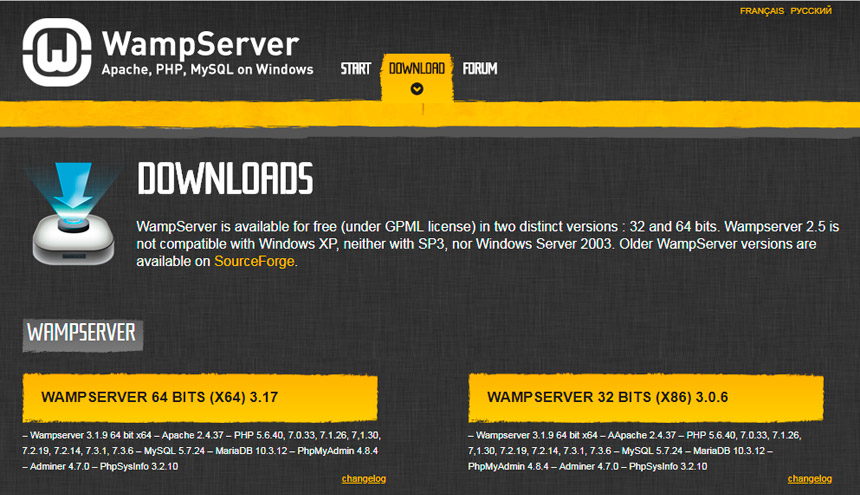 FRANÇAIS РУССКИЙ
WampServer
Apache, PHP, MySQL on Windows
START DOWNLOAD FORUM
DOWNLOADS
WampServer is available for free (under GPML license) in two distinct versions : 32 and 64 bits. Wampserver 2.5 is
not compatible with Windows XP, neither with SP3, nor Windows Server 2003. Older WampServer versions are
available on SourceForge.
WAMPSERVER
WAMPSERVER 64 BITS (X64) 3.17
– Wampserver 3.1.9 64 bit x64 – Apache 2.4.37 – PHP 5.6.40, 7.0.33, 7.1.26, 7,1.30,
7.2.19, 7.2.14, 7.3.1, 7.3.6 – MySQL 5.7.24 – MariaDB 10.3.12 – PhpMyAdmin 4.8.4
– Adminer 4.7.0 – PhpSysInfo 3.2.10
changelog
WAMPSERVER 32 BITS (X86) 3.0.6
– Wampserver 3.1.9 64 bit x64 – AApache 2.4.37 – PHP 5.6.40, 7.0.33, 7.1.26,
7,1.30, 7.2.19, 7.2.14, 7.3.1, 7.3.6 – MySQL 5.7.24 – MariaDB 10.3.12 –
PhpMyAdmin 4.8.4 – Adminer 4.7.0 – PhpSysInfo 3.2.10
changelog